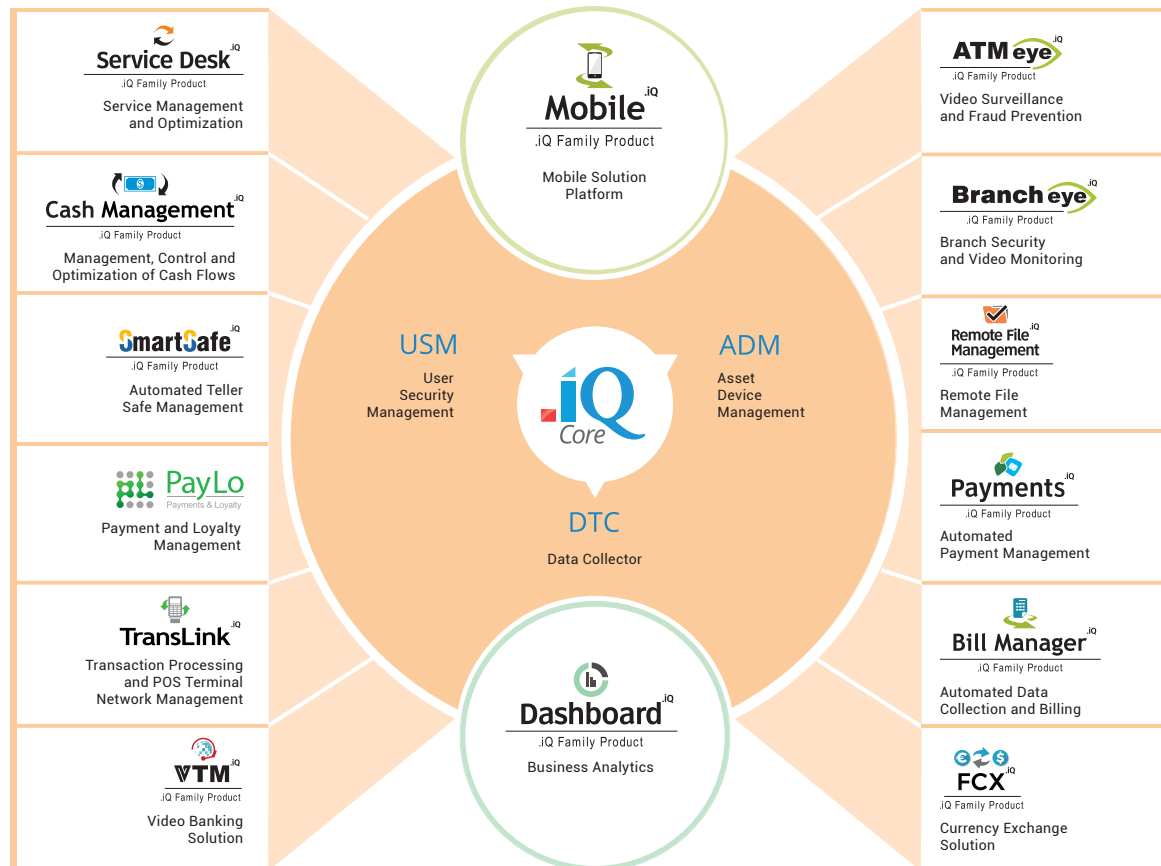 Service Desk .iQ
.iQ Family Product
Service Management
and Optimization
$
Cash Management .iQ
.iQ Family Product
Management, Control and
Optimization of Cash Flows
SmartSafe .iQ
.iQ Family Product
Automated Teller
Safe Management
PayLo
Payments & Loyalty
Payment and Loyalty
Management
TransLink .iQ
Transaction Processing
and POS Terminal
Network Management
VTM .iQ
.iQ Family Product
Video Banking
Solution
Mobile .iQ
.iQ Family Product
Mobile Solution
Platform
USM
User
Security
Management
.iQ
Core
ADM
Asset
Device
Management
DTC
Data Collector
Dashboard .iQ
.iQ Family Product
Business Analytics
ATM eye .iQ
.iQ Family Product
Video Surveillance
and Fraud Prevention
Branch eye .iQ
.iQ Family Product
Branch Security
and Video Monitoring
Remote File .iQ
Management
.iQ Family Product
Remote File
Management
Payments .iQ
.iQ Family Product
Automated
Payment Management
Bill Manager .iQ
.iQ Family Product
Automated Data
Collection and Billing
€ $
FCX .iQ
.iQ Family Product
Currency Exchange
Solution